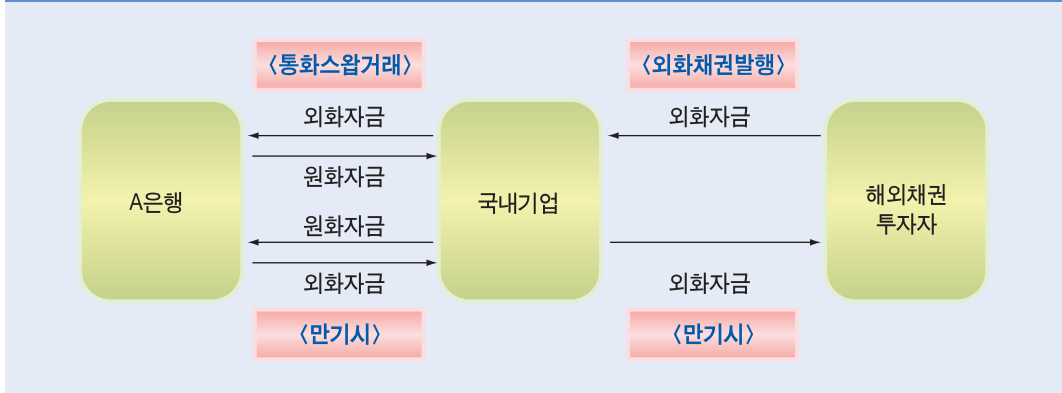 〈통화스왑거래〉
〈외화채권발행〉
외화자금
외화자금
원화자금
A은행
국내기업
해외채권
투자자
원화자금
외화자금
외화자금
〈만기시〉
〈만기시〉